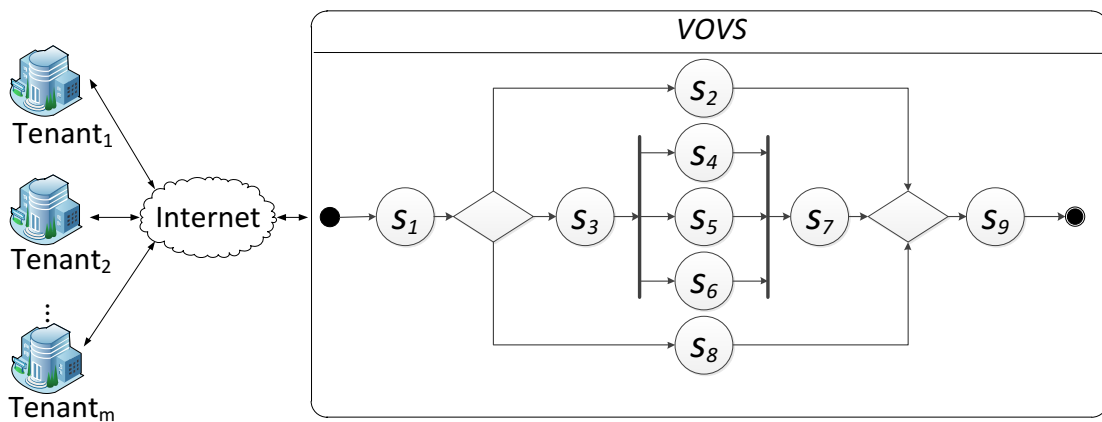 VOVS
Tenant₁
Tenant₂
⋮
Tenantₘ
Internet
S₁
S₂
S₃
S₄
S₅
S₆
S₇
S₈
S₉